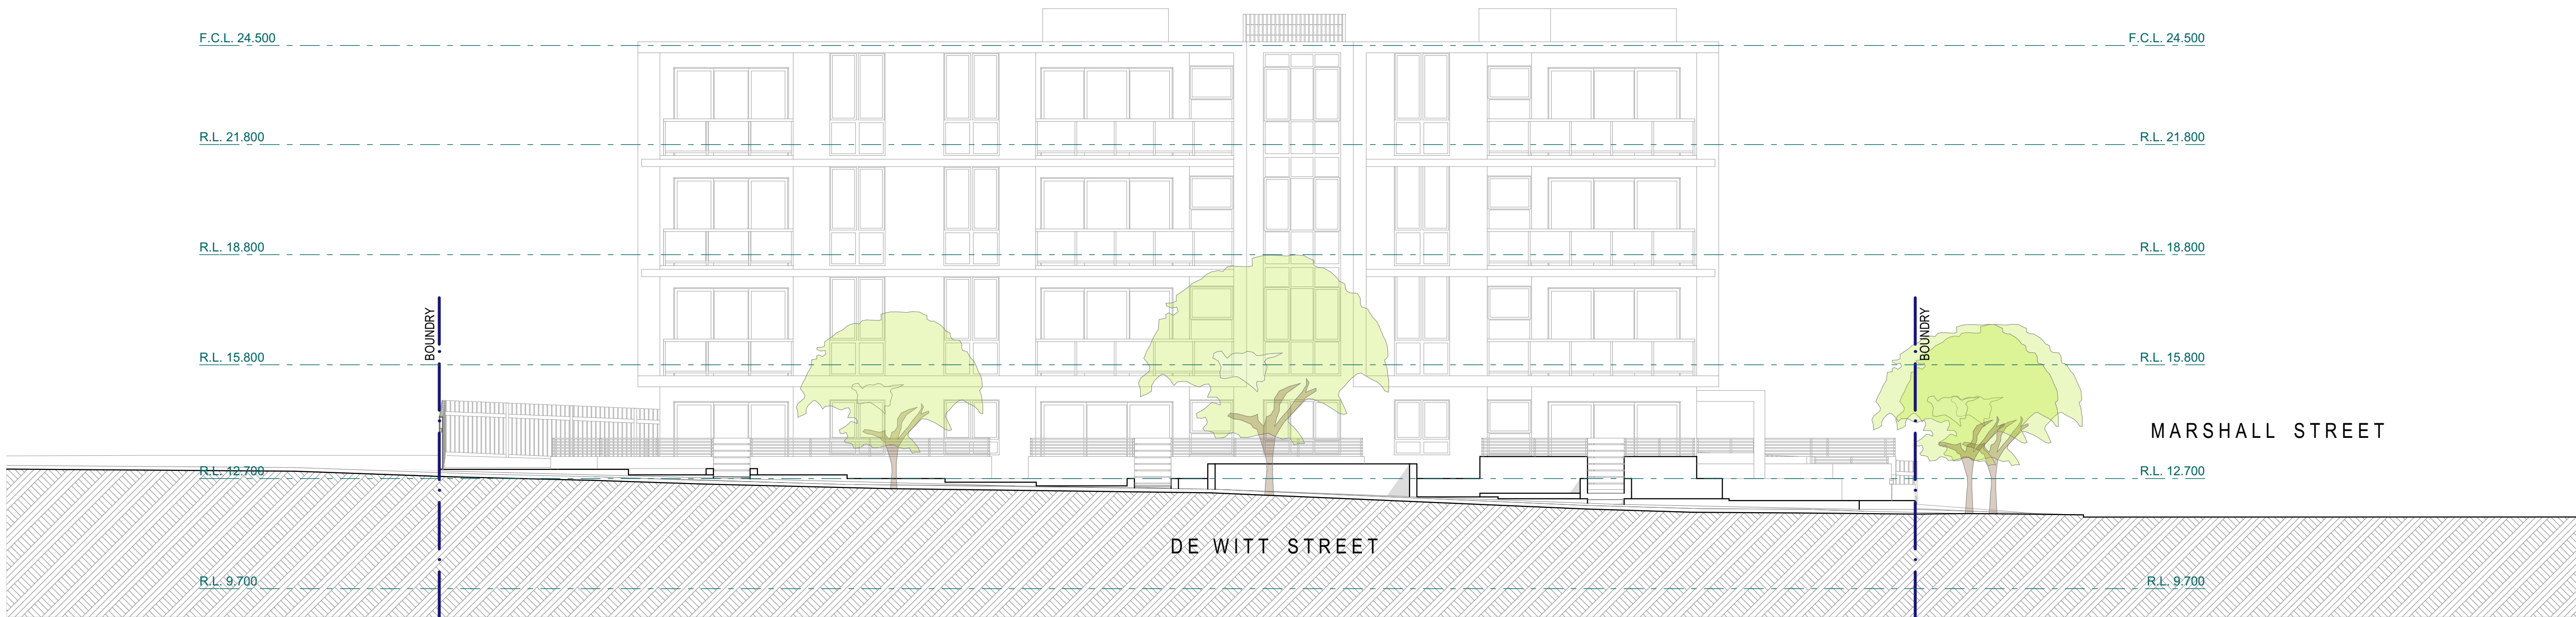 F.C.L. 24.500
F.C.L. 24.500
R.L. 21.800
R.L. 21.800
R.L. 18.800
R.L. 18.800
BOUNDRY
BOUNDRY
R.L. 15.800
R.L. 15.800
MARSHALL STREET
R.L. 12.700
R.L. 12.700
DE WITT STREET
R.L. 9.700
R.L. 9.700